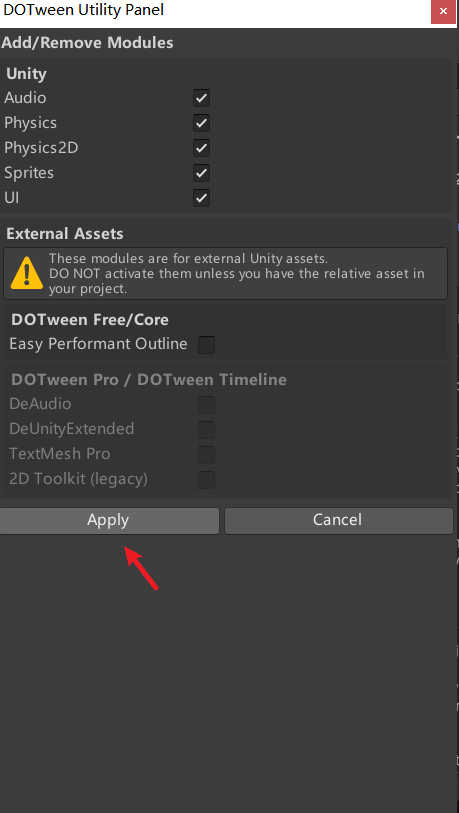 DOTween Utility Panel
Add/Remove Modules
Unity
Audio
Physics
Physics2D
Sprites
UI
External Assets
These modules are for external Unity assets.
DO NOT activate them unless you have the relative asset in
your project.
DOTween Free/Core
Easy Performant Outline
DOTween Pro / DOTween Timeline
DeAudio
DeUnityExtended
TextMesh Pro
2D Toolkit (legacy)
Apply Cancel